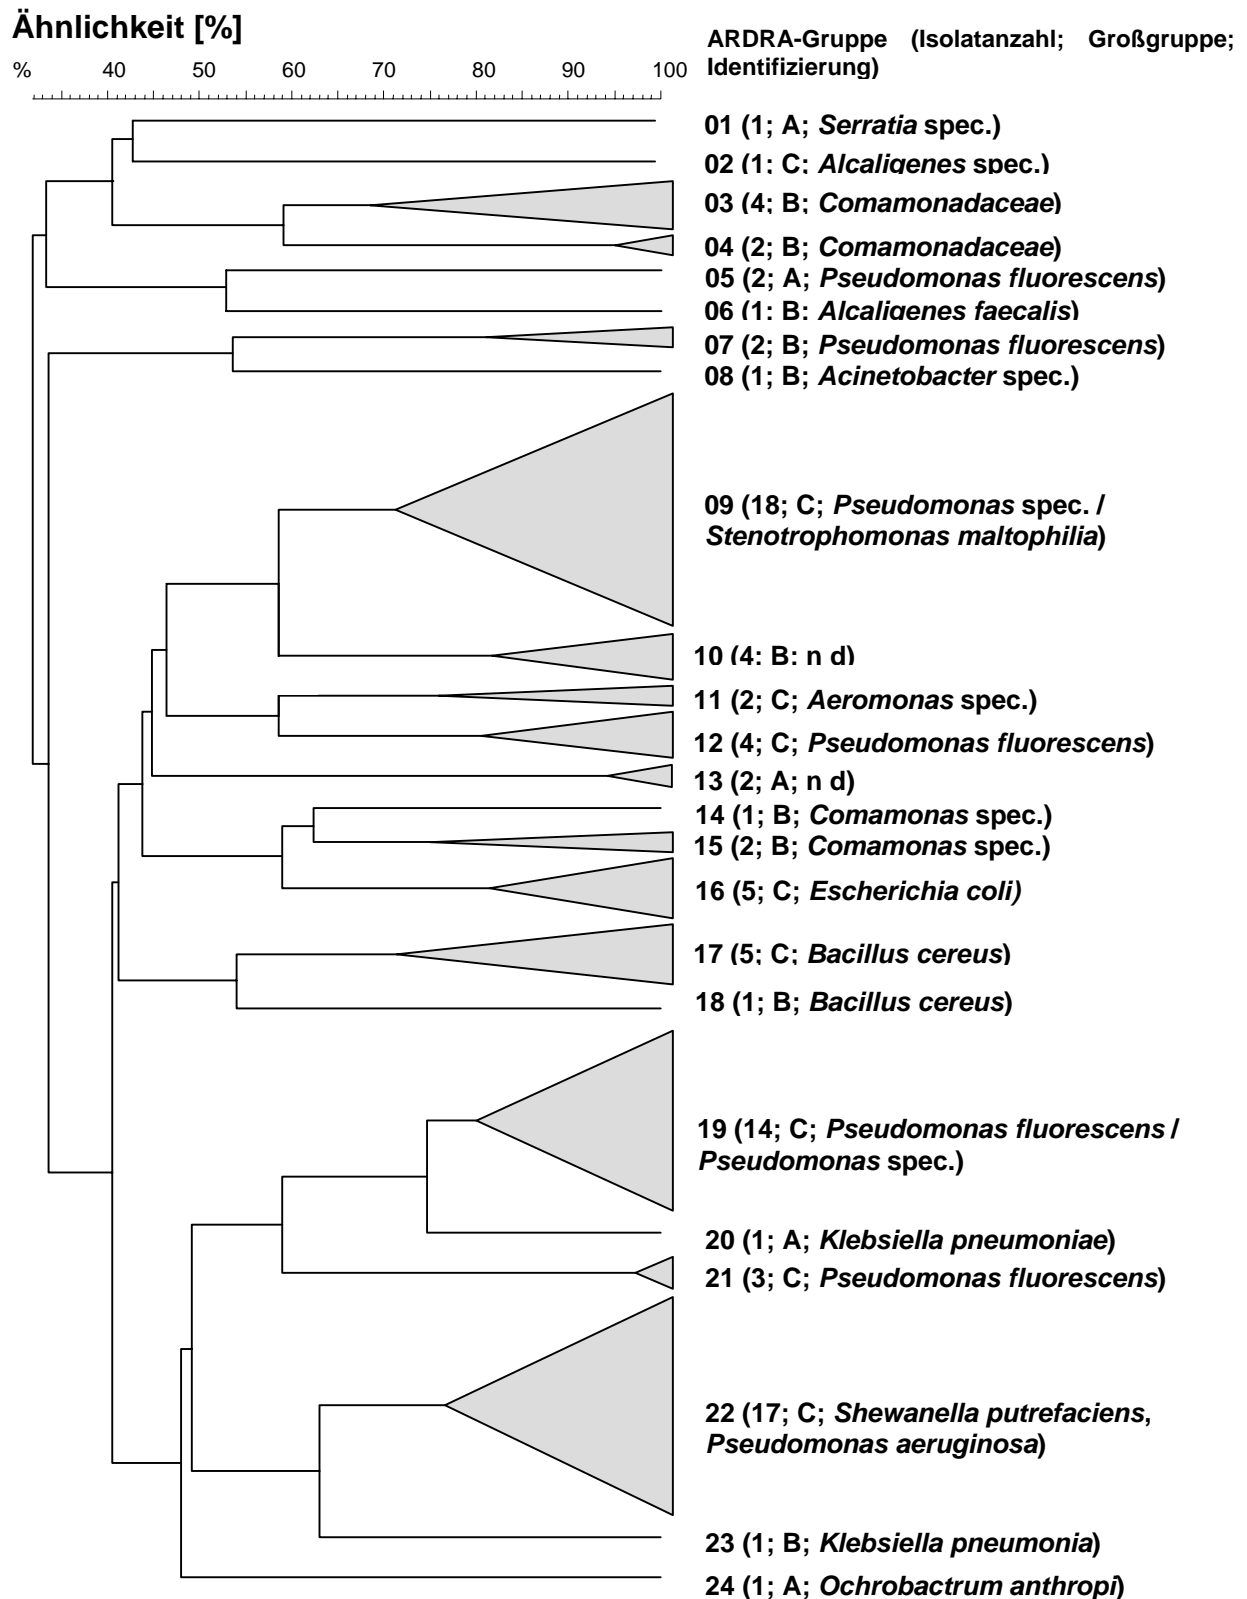 Ähnlichkeit [%]
ARDRA-Gruppe (Isolatanzahl; Großgruppe;
Identifizierung)
% 40 50 60 70 80 90 100
01 (1; A; Serratia spec.)
02 (1; C; Alcaligenes spec.)
03 (4; B; Comamonadaceae)
04 (2; B; Comamonadaceae)
05 (2; A; Pseudomonas fluorescens)
06 (1; B; Alcaligenes faecalis)
07 (2; B; Pseudomonas fluorescens)
08 (1; B; Acinetobacter spec.)
09 (18; C; Pseudomonas spec. /
Stenotrophomonas maltophilia)
10 (4; B; n d)
11 (2; C; Aeromonas spec.)
12 (4; C; Pseudomonas fluorescens)
13 (2; A; n d)
14 (1; B; Comamonas spec.)
15 (2; B; Comamonas spec.)
16 (5; C; Escherichia coli)
17 (5; C; Bacillus cereus)
18 (1; B; Bacillus cereus)
19 (14; C; Pseudomonas fluorescens /
Pseudomonas spec.)
20 (1; A; Klebsiella pneumoniae)
21 (3; C; Pseudomonas fluorescens)
22 (17; C; Shewanella putrefaciens,
Pseudomonas aeruginosa)
23 (1; B; Klebsiella pneumonia)
24 (1; A; Ochrobactrum anthropi)